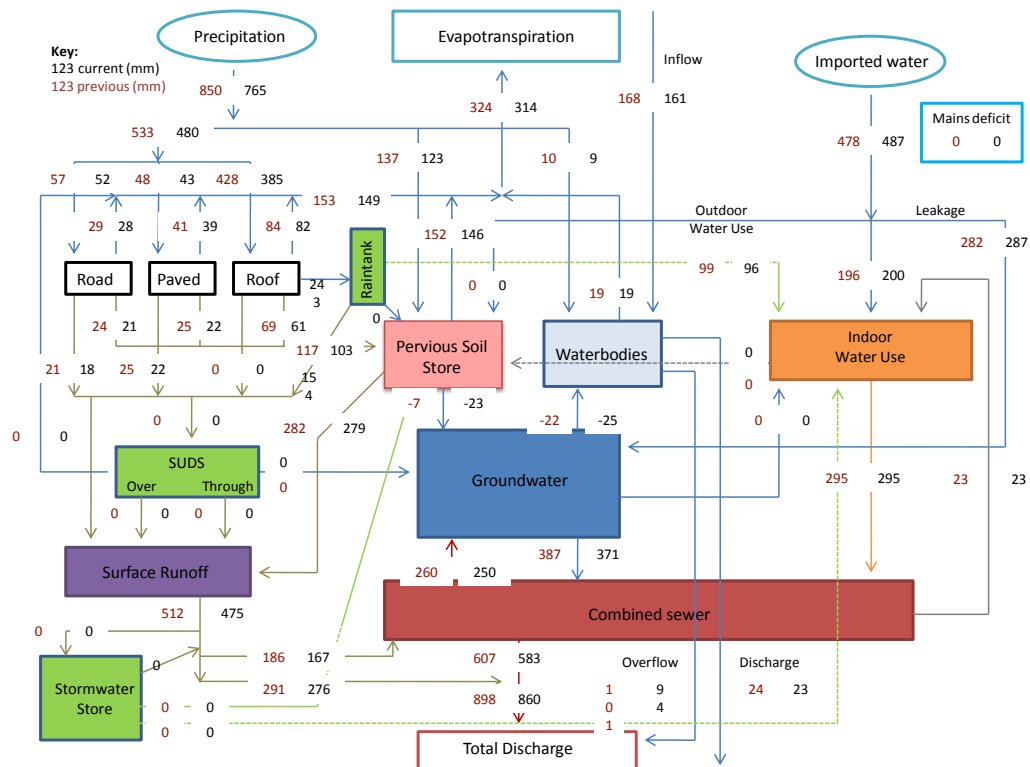 Precipitation
Evapotranspiration
Imported water
Key:
123 current (mm)
123 previous (mm)
Inflow
850 765
324 314
168 161
478 487
Mains deficit
0 0
533 480
137 123
10 9
57 52 48 43 428 385
153 149
Outdoor
Water Use
Leakage
29 28 41 39 84 82
152 146
282 287
99 96
196 200
Road
Paved
Roof
Raintank
24
3
0 0
19 19
0
24 21 25 22 69 61
117 103
Pervious Soil
Store
Waterbodies
0
0
Indoor
Water Use
21 18 25 22 0 0
15
4
-7 -23
-22 -25
0 0
0 0
0 0
282 279
SUDS
Over Through
0
0
Groundwater
295 295
23 23
0 0 0 0
Surface Runoff
387 371
260 250
512 475
Combined sewer
0 0
0
186 167
607 583
Overflow
Discharge
Stormwater
Store
291 276
898 860
1 9
0 4
1
24 23
0 0
0 0
Total Discharge